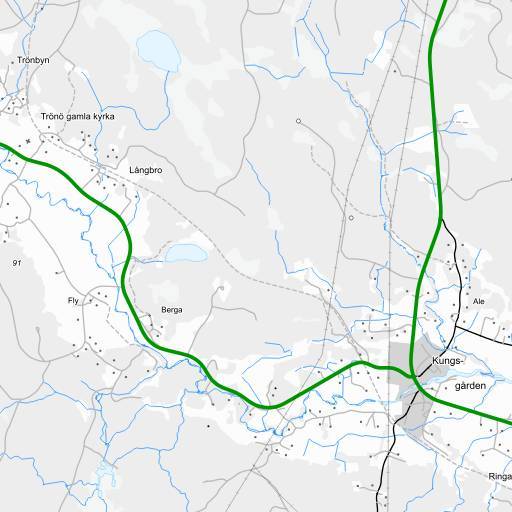 Trönbyn
Trönö gamla kyrka
Långbro
91
Fly
Berga
Ale
Kungs-
gården
Ringa